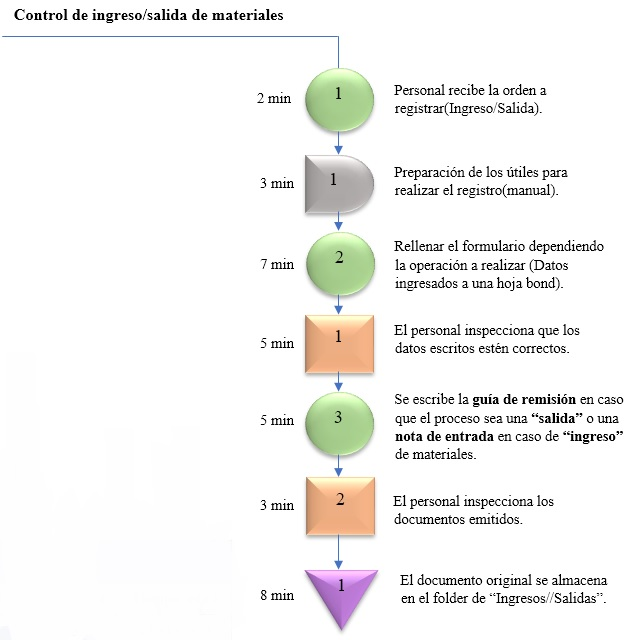 Control de ingreso/salida de materiales
2 min
1
Personal recibe la orden a
registrar(Ingreso/Salida).
3 min
1
Preparación de los útiles para
realizar el registro(manual).
7 min
2
Rellenar el formulario dependiendo
la operación a realizar (Datos
ingresados a una hoja bond).
5 min
1
El personal inspecciona que los
datos escritos estén correctos.
5 min
3
Se escribe la guía de remisión en caso
que el proceso sea una “salida” o una
nota de entrada en caso de “ingreso”
de materiales.
3 min
2
El personal inspecciona los
documentos emitidos.
8 min
1
El documento original se almacena
en el folder de “Ingresos//Salidas”.